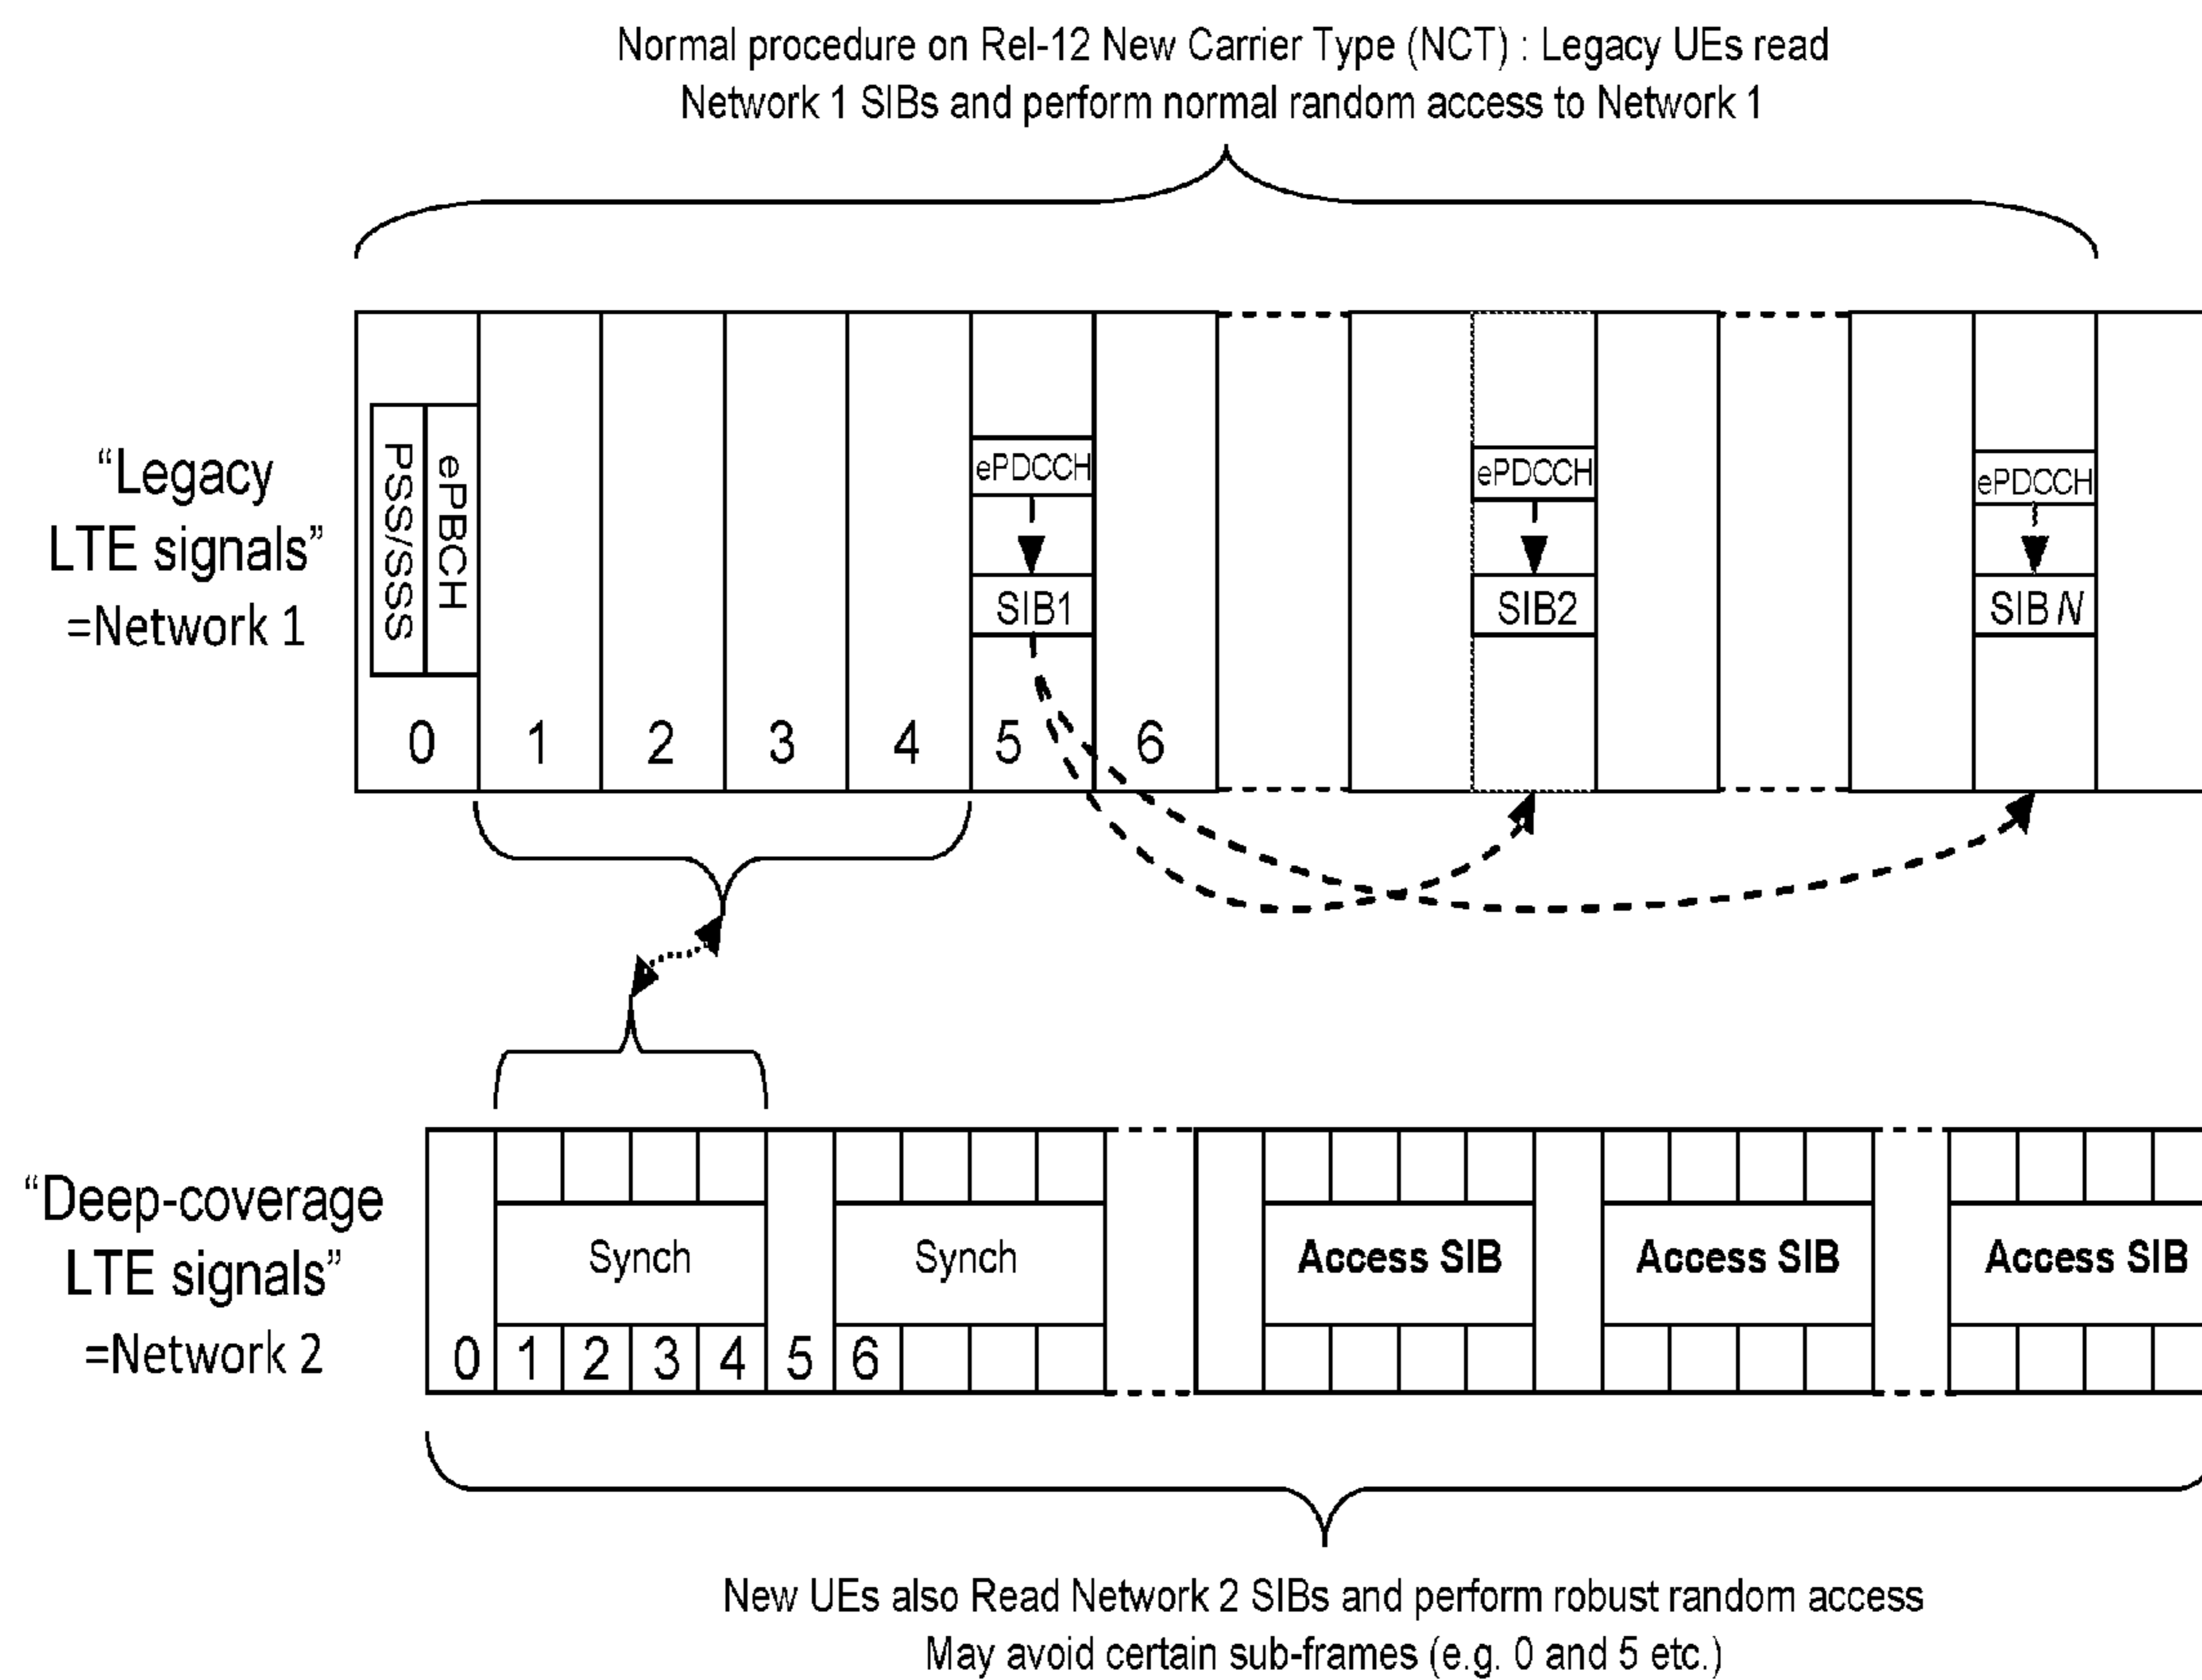 Normal procedure on Rel-12 New Carrier Type (NCT) : Legacy UEs read
Network 1 SIBs and perform normal random access to Network 1
“Legacy
LTE signals”
=Network 1
PSS/SSS
ePBCH
ePDCCH
SIB1
ePDCCH
SIB2
ePDCCH
SIB N
0 1 2 3 4 5 6
“Deep-coverage
LTE signals”
=Network 2
Synch Synch Access SIB Access SIB Access SIB
0 1 2 3 4 5 6
New UEs also Read Network 2 SIBs and perform robust random access
May avoid certain sub-frames (e.g. 0 and 5 etc.)